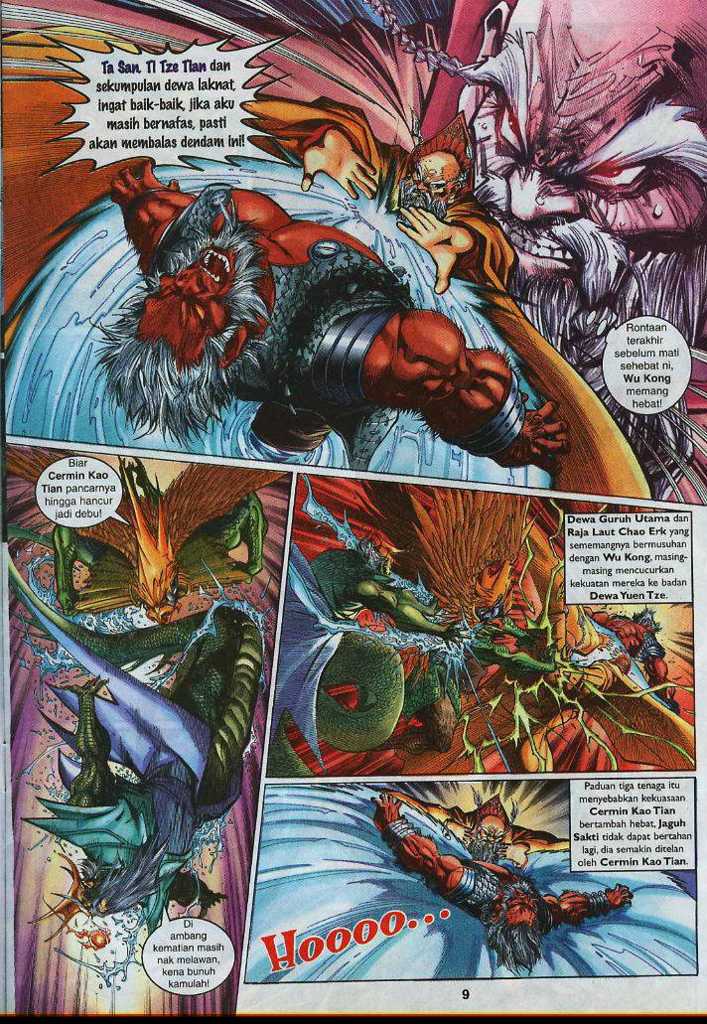 Ta San, Ti Tze Tian dan
sekumpulan dewa laknat,
ingat baik-baik, jika aku
masih bernafas, pasti
akan membalas dendam ini!
Rontaan
terakhir
sebelum mati
sehebat ni,
Wu Kong
memang
hebat!
Biar
Cermin Kao
Tian pancarnya
hingga hancur
jadi debu!
Dewa Guruh Utama dan
Raja Laut Chao Erk yang
sememangnya bermusuhan
dengan Wu Kong, masing-
masing mencucurkan
kekuatan mereka ke badan
Dewa Yuen Tze.
Di
ambang
kematian masih
nak melawan,
kena bunuh
kamulah!
Paduan tiga tenaga itu
menyebabkan kekuasaan
Cermin Kao Tian
bertambah hebat, Jaguh
Sakti tidak dapat bertahan
lagi, dia semakin ditelan
oleh Cermin Kao Tian.
Hoooo...
9